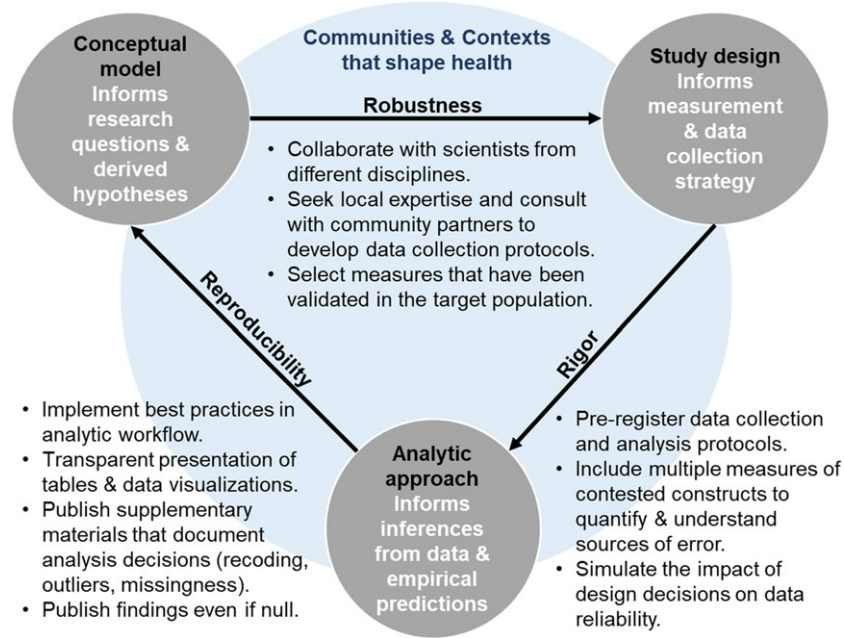 Conceptual
model
Informs
research
questions &
derived
hypotheses
Communities & Contexts
that shape health
Study design
Informs
measurement
& data
collection
strategy
Robustness
• Collaborate with scientists from
different disciplines.
• Seek local expertise and consult
with community partners to
develop data collection protocols.
• Select measures that have been
validated in the target population.
Reproducibility
Rigor
• Implement best practices in
analytic workflow.
• Transparent presentation of
tables & data visualizations.
• Publish supplementary
materials that document
analysis decisions (recoding,
outliers, missingness).
• Publish findings even if null.
Analytic
approach
Informs
inferences
from data &
empirical
predictions
• Pre-register data collection
and analysis protocols.
• Include multiple measures of
contested constructs to
quantify & understand
sources of error.
• Simulate the impact of
design decisions on data
reliability.